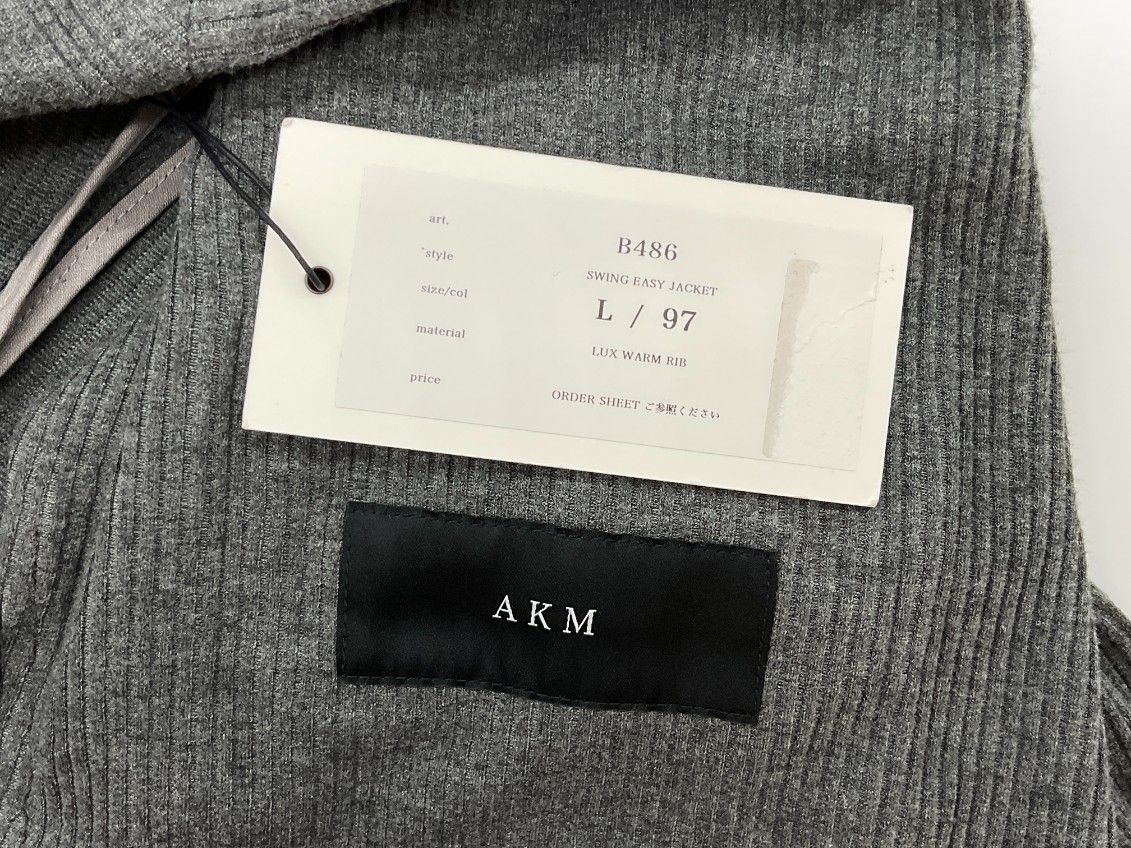 art. B486
*style SWING EASY JACKET
size/col L / 97
material LUX WARM RIB
price ORDER SHEET ご参照ください
AKM